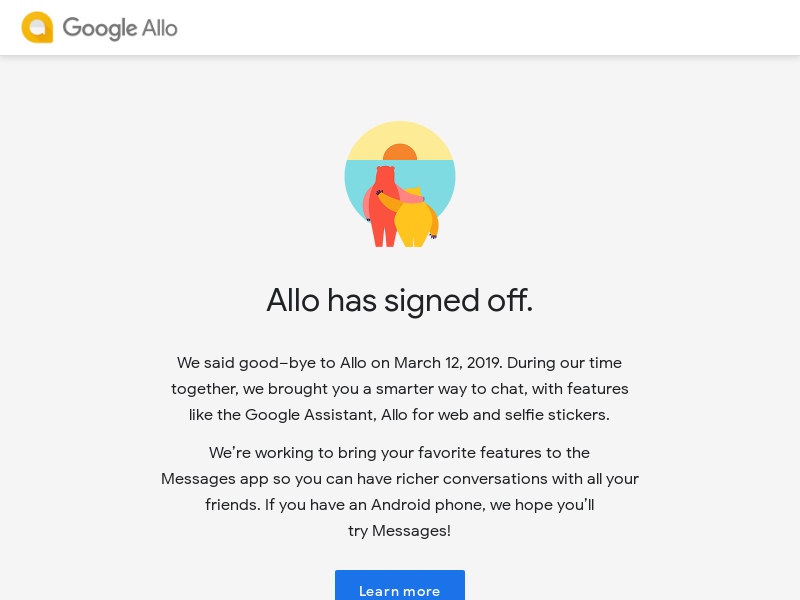 Google Allo
Allo has signed off.
We said good–bye to Allo on March 12, 2019. During our time
together, we brought you a smarter way to chat, with features
like the Google Assistant, Allo for web and selfie stickers.
We’re working to bring your favorite features to the
Messages app so you can have richer conversations with all your
friends. If you have an Android phone, we hope you’ll
try Messages!
Learn more